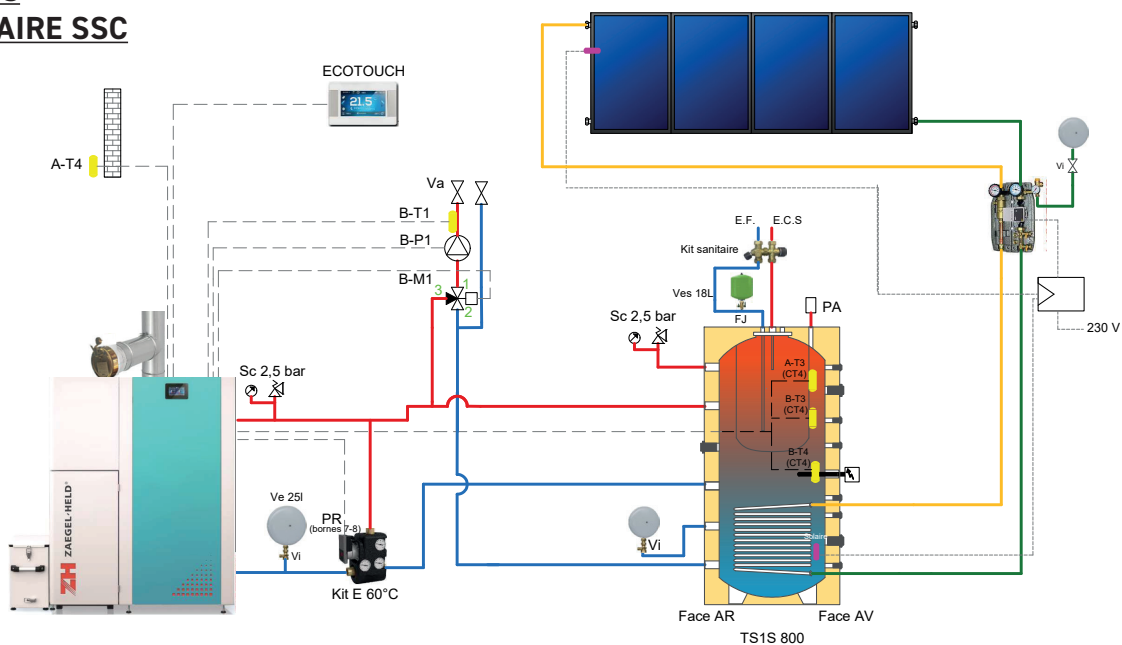 AIRE SSC
ECOTOUCH
21.5
A-T4
Va
B-T1
B-P1
B-M1
1
3
2
E.F.
E.C.S
Kit sanitaire
Ves 18L
FJ
PA
Vi
230 V
Sc 2,5 bar
Sc 2,5 bar
A-T3
(CT4)
B-T3
(CT4)
B-T4
(CT4)
Solaire
Ve 25l
Vi
PR
(bornes 7-8)
Kit E 60°C
Vi
ZH ZAEGEL-HELD®
Face AR
Face AV
TS1S 800